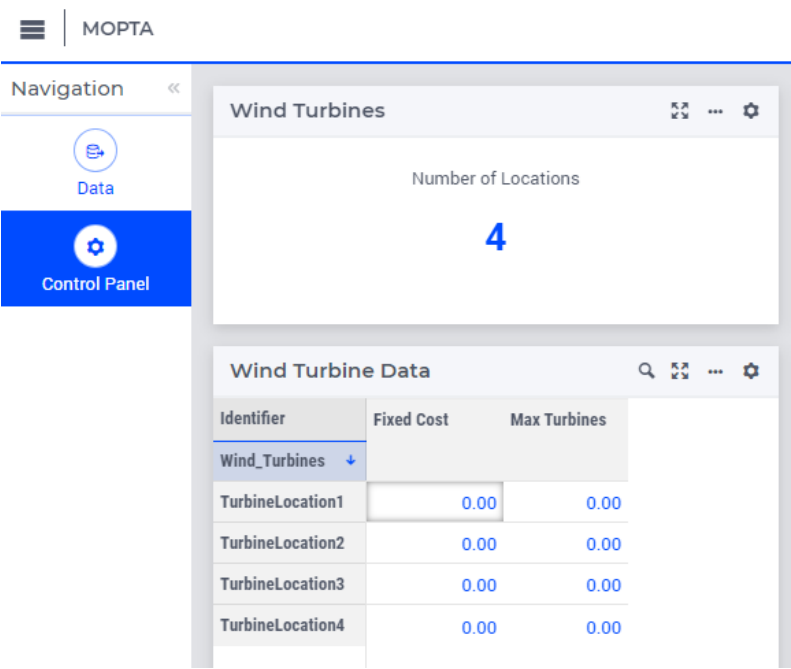 MOPTA
Navigation
Data
Control Panel
Wind Turbines
Number of Locations
4
Wind Turbine Data
Identifier Fixed Cost Max Turbines
Wind_Turbines
TurbineLocation1 0.00 0.00
TurbineLocation2 0.00 0.00
TurbineLocation3 0.00 0.00
TurbineLocation4 0.00 0.00